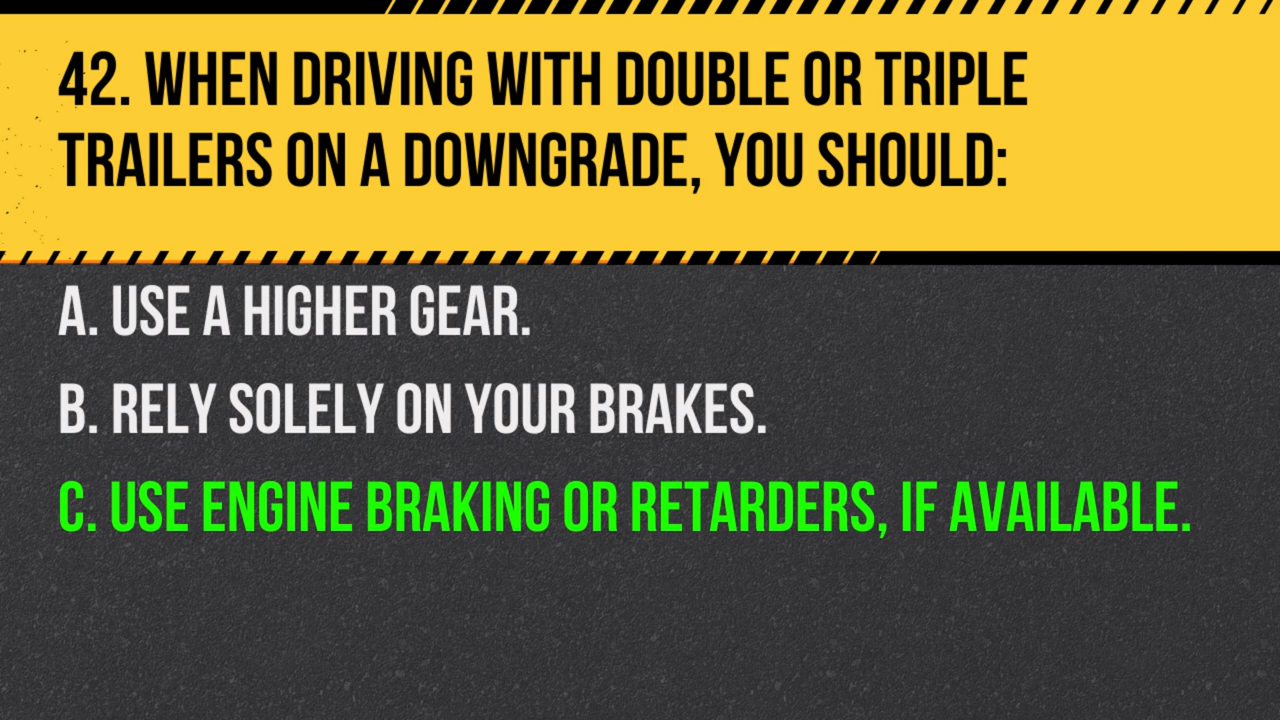 42. WHEN DRIVING WITH DOUBLE OR TRIPLE
TRAILERS ON A DOWNGRADE, YOU SHOULD:
A. USE A HIGHER GEAR.
B. RELY SOLELY ON YOUR BRAKES.
C. USE ENGINE BRAKING OR RETARDERS, IF AVAILABLE.